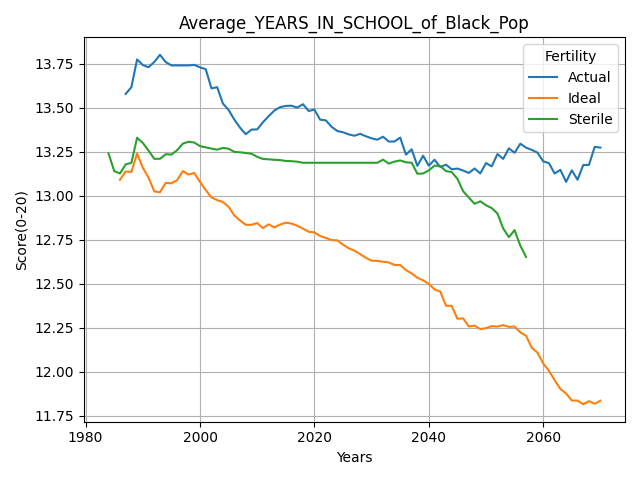 Average_YEARS_IN_SCHOOL_of_Black_Pop
Fertility
Actual
Ideal
Sterile
Score(0-20)
13.75
13.50
13.25
13.00
12.75
12.50
12.25
12.00
11.75
1980
2000
2020
2040
2060
Years